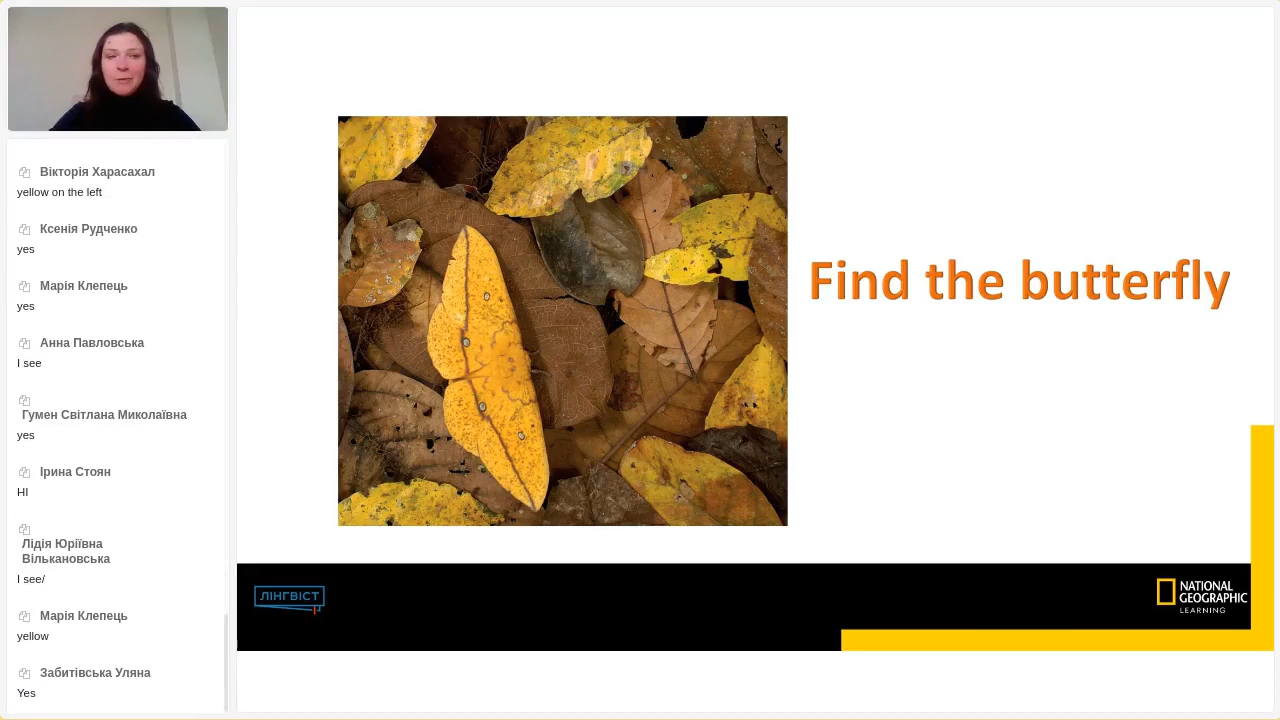 Вікторія Харасахал
yellow on the left
Ксенія Рудченко
yes
Марія Клепець
yes
Анна Павловська
I see
Гумен Світлана Миколаївна
yes
Ірина Стоян
HI
Лідія Юріївна
Вількановська
I see/
Марія Клепець
yellow
Забитівська Уляна
Yes
Find the butterfly
ЛІНГВІСТ
NATIONAL
GEOGRAPHIC
LEARNING